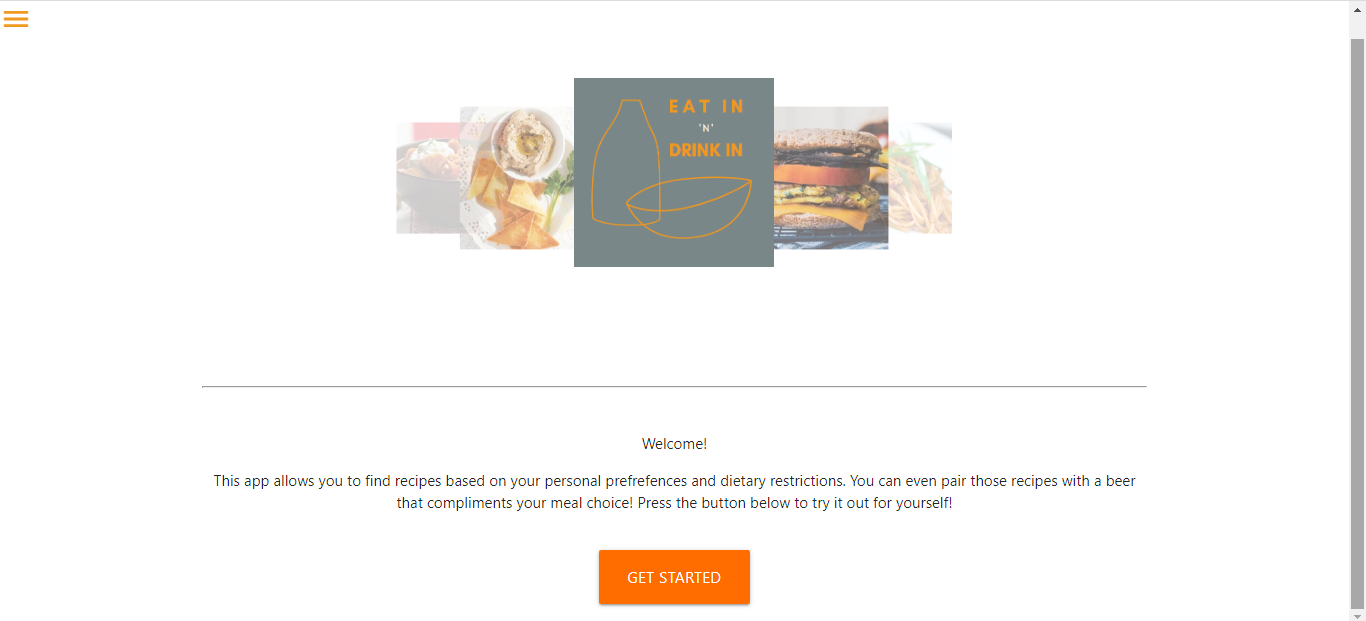 EAT IN
'N'
DRINK IN
Welcome!
This app allows you to find recipes based on your personal prefrefences and dietary restrictions. You can even pair those recipes with a beer
that compliments your meal choice! Press the button below to try it out for yourself!
GET STARTED